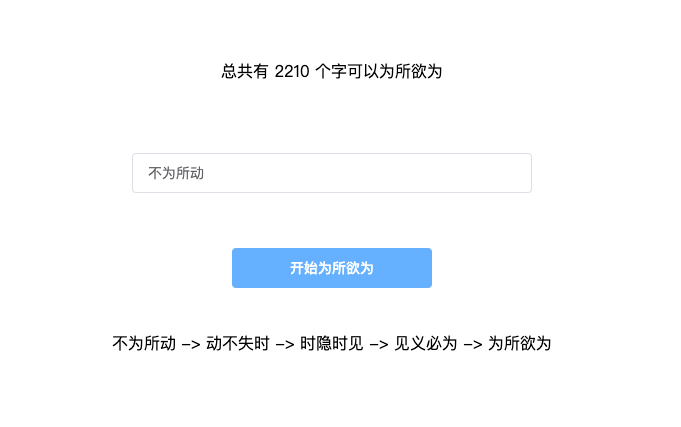 总共有 2210 个字可以为所欲为
不为所动
开始为所欲为
不为所动 -> 动不失时 -> 时隐时见 -> 见义必为 -> 为所欲为